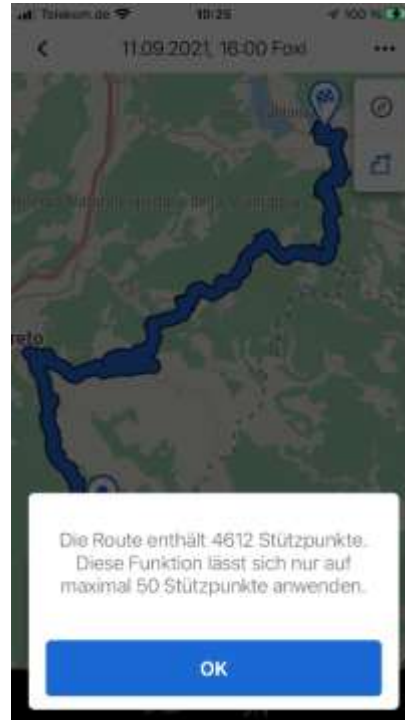 Telekom.de
10:25
100 %
11.09.2021, 16:00 Foxi
reto
Die Route enthält 4612 Stützpunkte.
Diese Funktion lässt sich nur auf
maximal 50 Stützpunkte anwenden.
OK